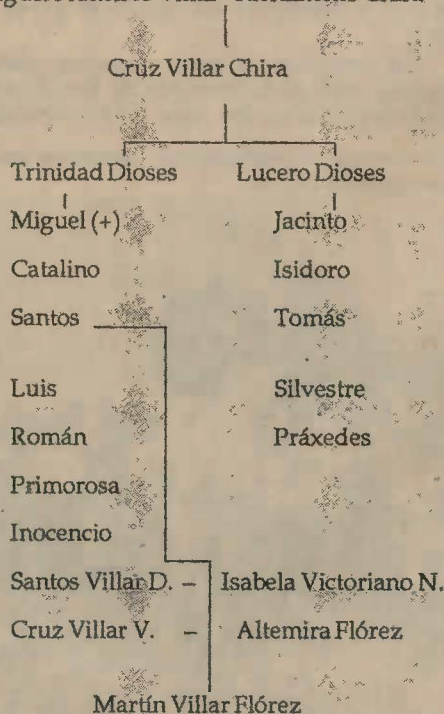 Cruz Villar Chira
Trinidad Dioses Lucero Dioses
Miguel (+) Jacinto
Catalino Isidoro
Santos Tomás
Luis Silvestre
Román Práxedes
Primorosa
Inocencio
Santos Villar D. – Isabela Victoriano N.
Cruz Villar V. – Altemira Flórez
Martín Villar Flórez